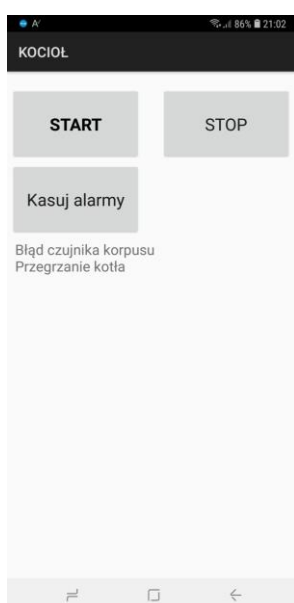 86% 21:02
KOCIOŁ
START STOP
Kasuj alarmy
Błąd czujnika korpusu
Przegrzanie kotła